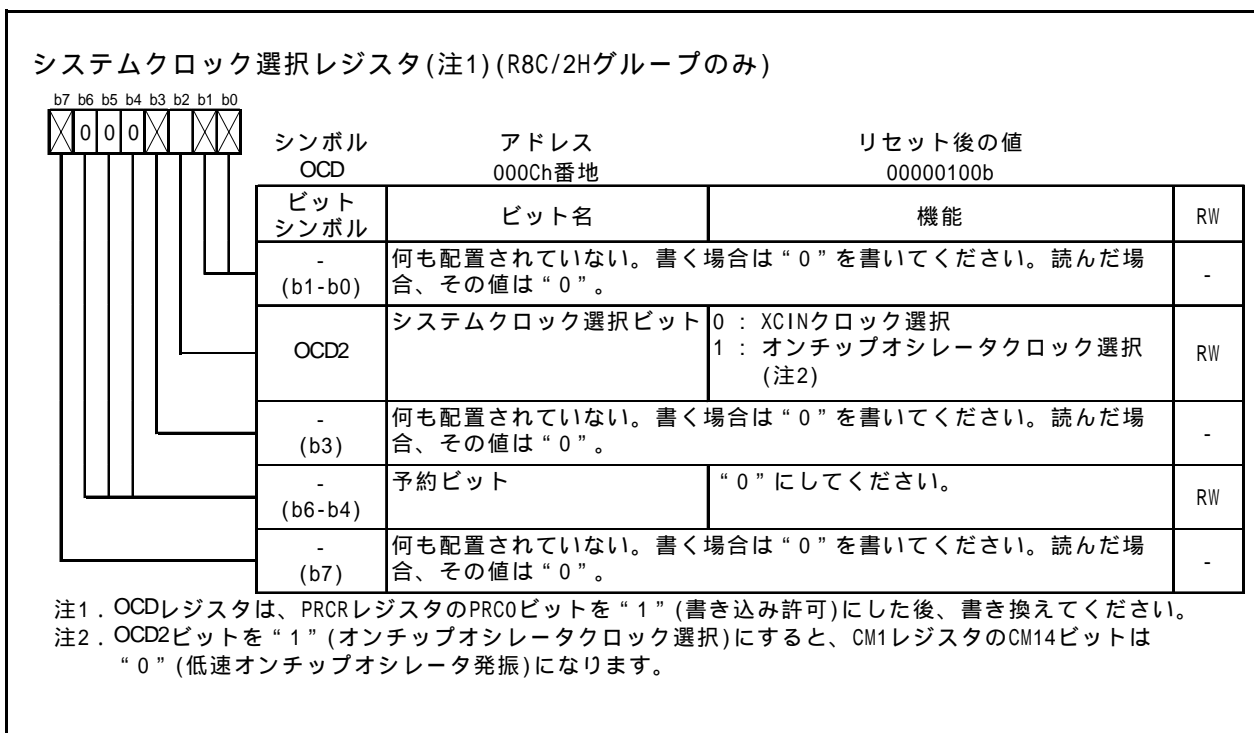 システムクロック選択レジスタ(注1)(R8C/2Hグループのみ)
b7 b6 b5 b4 b3 b2 b1 b0
0 0 0
シンボル アドレス リセット後の値
OCD 000Ch番地 00000100b
ビット
シンボル
ビット名
機能
RW
-
(b1-b0)
何も配置されていない。書く場合は“0”を書いてください。読んだ場
合、その値は“0”。
-
OCD2
システムクロック選択ビット
0 : XCINクロック選択
1 : オンチップオシレータクロック選択
(注2)
RW
-
(b3)
何も配置されていない。書く場合は“0”を書いてください。読んだ場
合、その値は“0”。
-
-
(b6-b4)
予約ビット
“0”にしてください。
RW
-
(b7)
何も配置されていない。書く場合は“0”を書いてください。読んだ場
合、その値は“0”。
-
注1．OCDレジスタは、PRCRレジスタのPRC0ビットを“1”(書き込み許可)にした後、書き換えてください。
注2．OCD2ビットを“1”(オンチップオシレータクロック選択)にすると、CM1レジスタのCM14ビットは
“0”(低速オンチップオシレータ発振)になります。